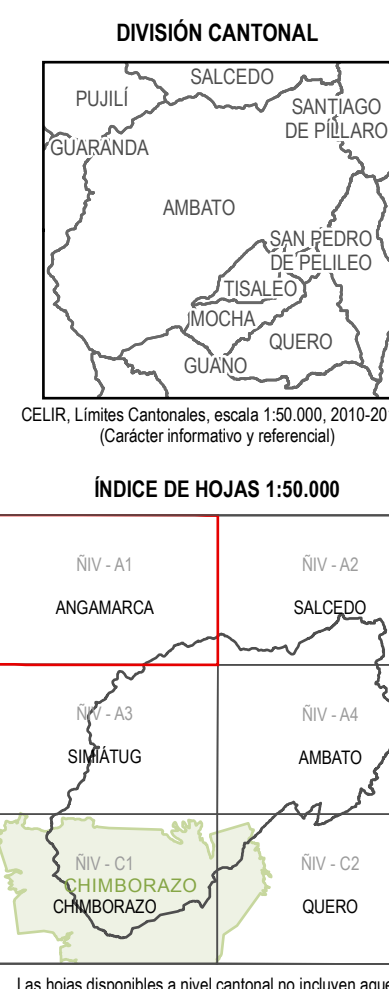 DIVISIÓN CANTONAL
SALCEDO
PUJILÍ
SANTIAGO
DE PÍLLARO
GUARANDA
AMBATO
SAN PEDRO
DE PELILEO
TISALEO
MOCHA
QUERO
GUANO
CELIR, Límites Cantonales, escala 1:50.000, 2010-20
(Carácter informativo y referencial)
ÍNDICE DE HOJAS 1:50.000
ÑIV - A1
ÑIV - A2
ANGAMARCA
SALCEDO
ÑIV - A3
ÑIV - A4
SIMIÁTUG
AMBATO
ÑIV - C1
ÑIV - C2
CHIMBORAZO
CHIMBORAZO
QUERO
Las hojas disponibles a nivel cantonal no incluyen aque